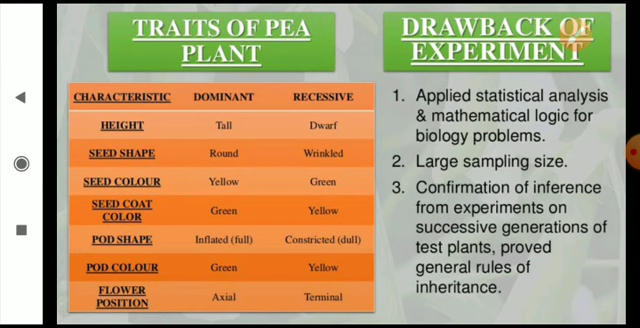 TRAITS OF PEA
PLANT
CHARACTERISTIC DOMINANT RECESSIVE
HEIGHT Tall Dwarf
SEED SHAPE Round Wrinkled
SEED COLOUR Yellow Green
SEED COAT
COLOR Green Yellow
POD SHAPE Inflated (full) Constricted (dull)
POD COLOUR Green Yellow
FLOWER
POSITION Axial Terminal
DRAWBACK OF
EXPERIMENT
1. Applied statistical analysis
& mathematical logic for
biology problems.
2. Large sampling size.
3. Confirmation of inference
from experiments on
successive generations of
test plants, proved
general rules of
inheritance.